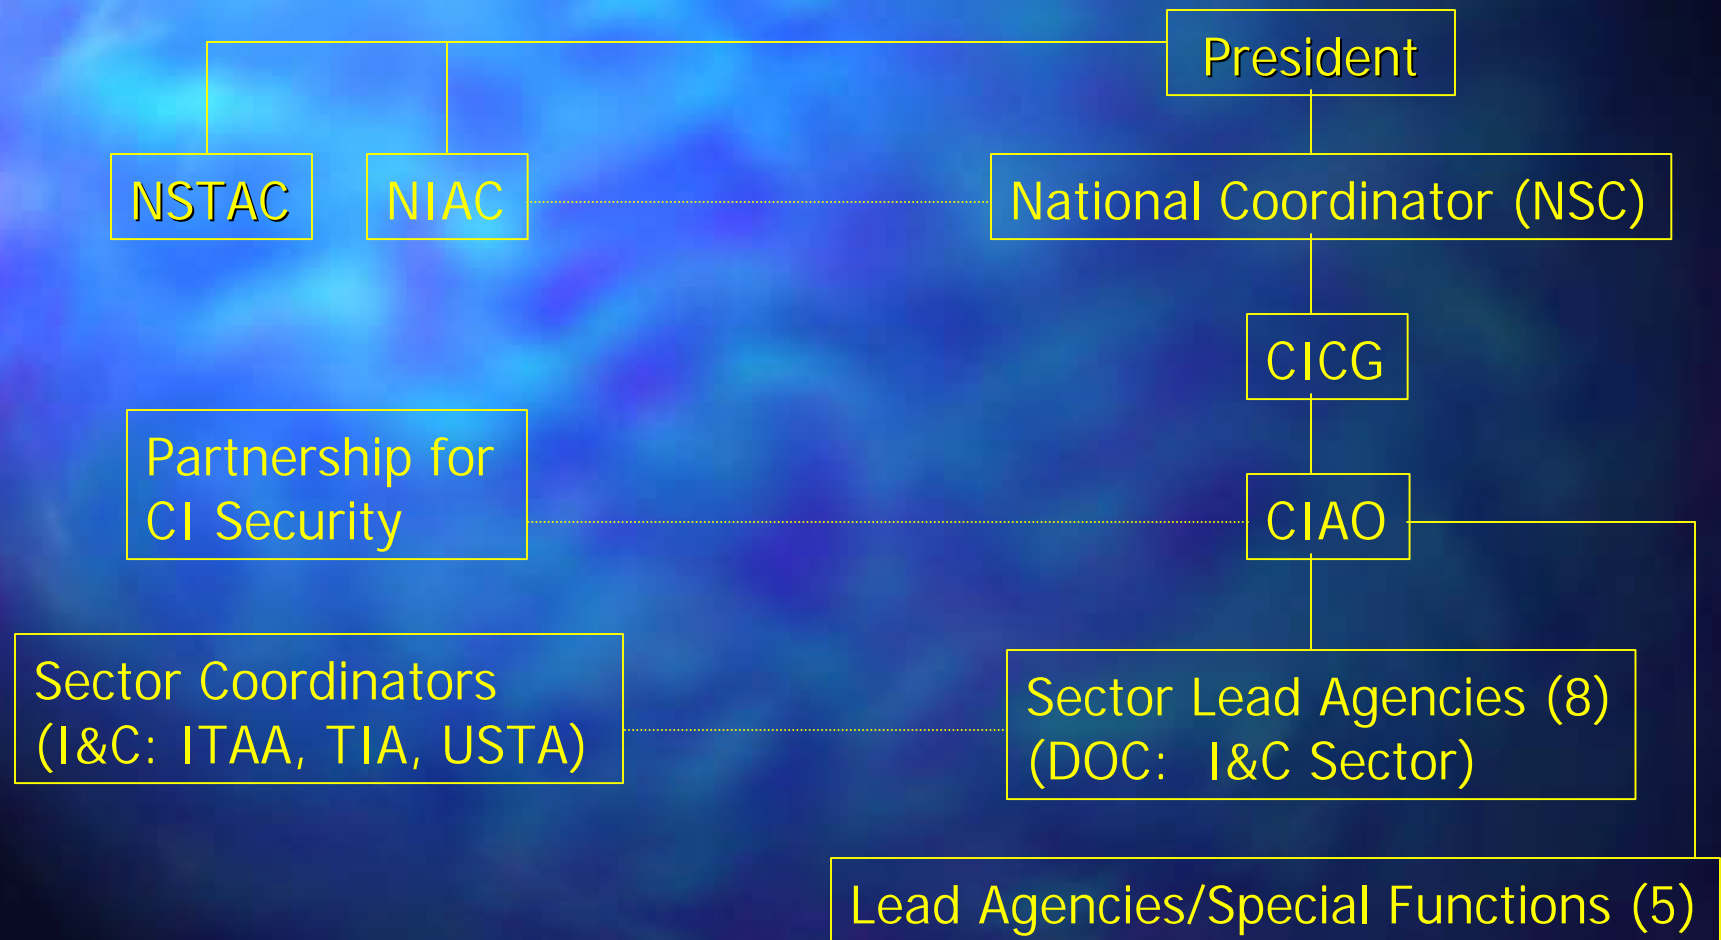 President
NSTAC
NIAC
National Coordinator (NSC)
CICG
Partnership for
CI Security
CIAO
Sector Coordinators
(I&C: ITAA, TIA, USTA)
Sector Lead Agencies (8)
(DOC: I&C Sector)
Lead Agencies/Special Functions (5)